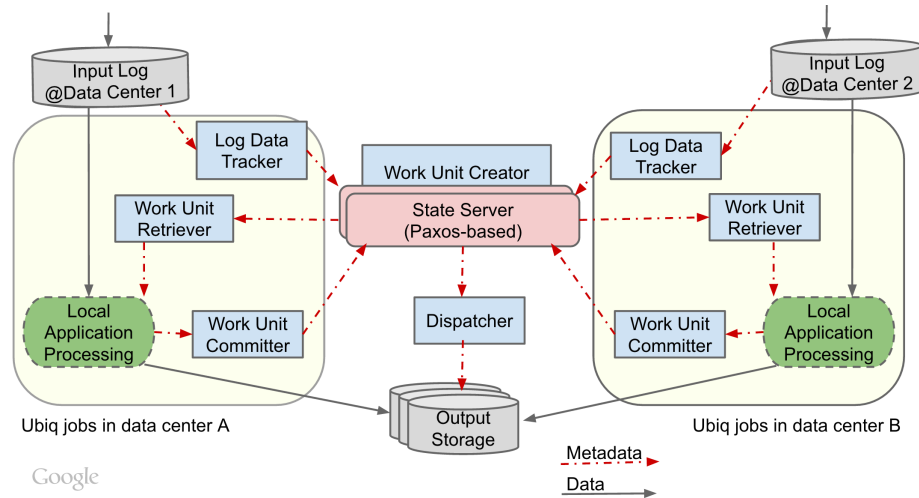 Input Log
@Data Center 1
Input Log
@Data Center 2
Log Data
Tracker
Work Unit Creator
Log Data
Tracker
Work Unit
Retriever
State Server
(Paxos-based)
Work Unit
Retriever
Local
Application
Processing
Work Unit
Committer
Dispatcher
Work Unit
Committer
Local
Application
Processing
Output
Storage
Ubiq jobs in data center A
Ubiq jobs in data center B
Metadata
Data
Google